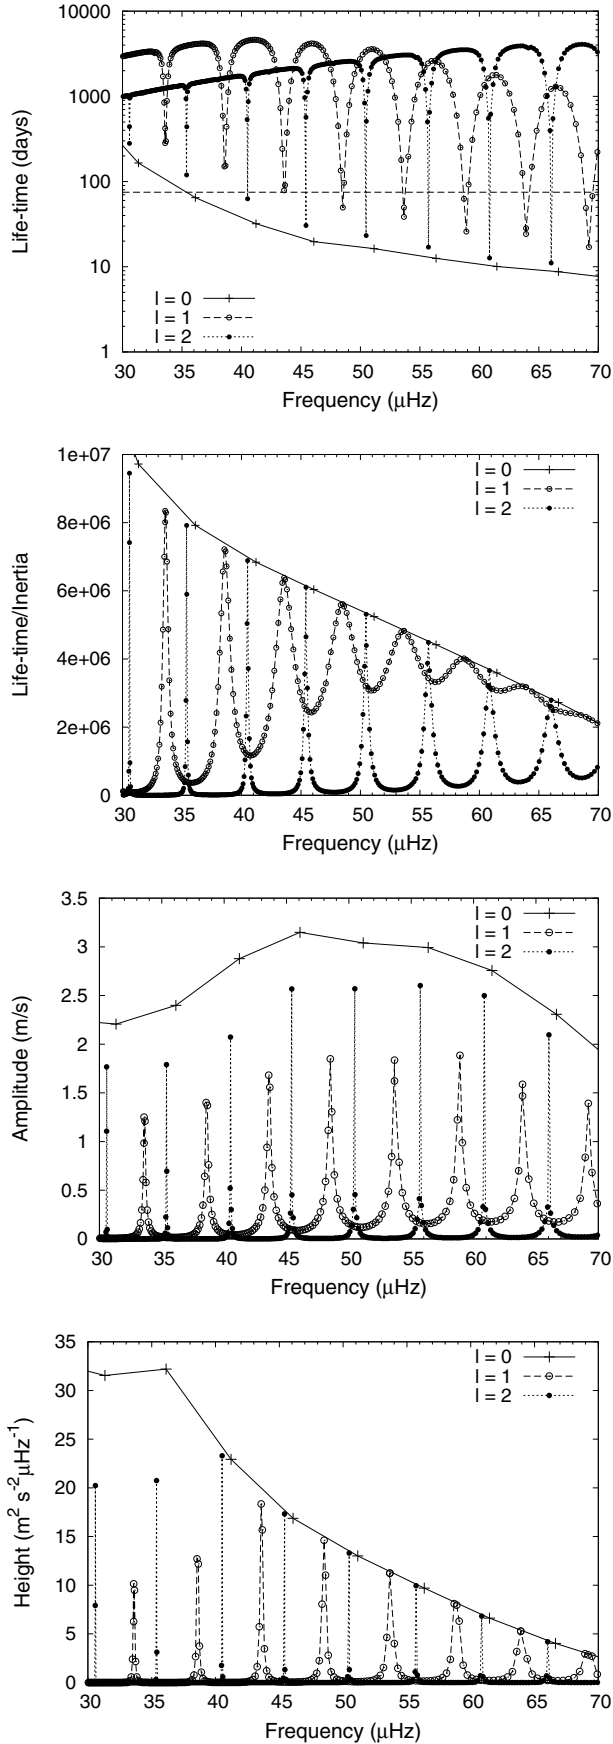 10000
1000
100
10
1
Life-time (days)
l = 0
l = 1
l = 2
30 35 40 45 50 55 60 65 70
Frequency (μHz)
1e+07
8e+06
6e+06
4e+06
2e+06
0
Life-time/Inertia
l = 0
l = 1
l = 2
30 35 40 45 50 55 60 65 70
Frequency (μHz)
3.5
3
2.5
2
1.5
1
0.5
0
Amplitude (m/s)
l = 0
l = 1
l = 2
30 35 40 45 50 55 60 65 70
Frequency (μHz)
35
30
25
20
15
10
5
0
Height (m² s⁻²μHz⁻¹)
l = 0
l = 1
l = 2
30 35 40 45 50 55 60 65 70
Frequency (μHz)